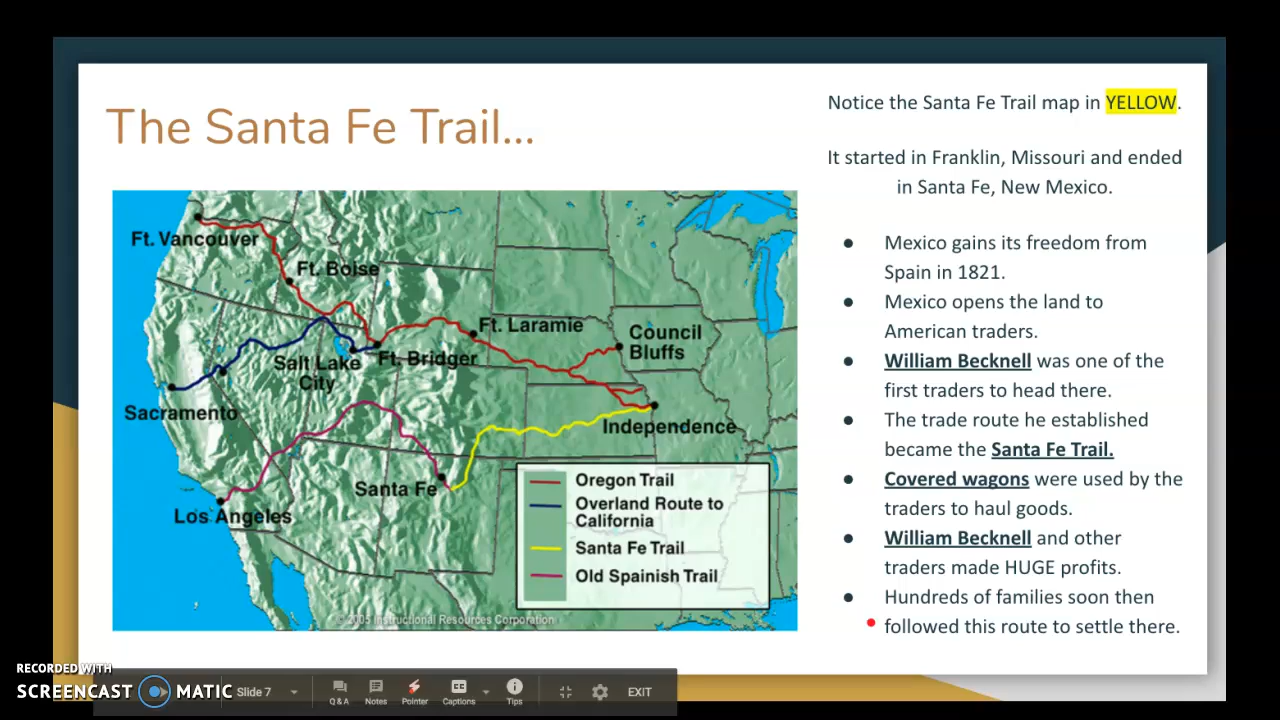 The Santa Fe Trail...
Notice the Santa Fe Trail map in YELLOW.
It started in Franklin, Missouri and ended
in Santa Fe, New Mexico.
● Mexico gains its freedom from
Spain in 1821.
● Mexico opens the land to
American traders.
● William Becknell was one of the
first traders to head there.
● The trade route he established
became the Santa Fe Trail.
● Covered wagons were used by the
traders to haul goods.
● William Becknell and other
traders made HUGE profits.
● Hundreds of families soon then
followed this route to settle there.
Ft. Vancouver
Ft. Boise
Ft. Laramie
Council
Bluffs
Salt Lake
City
Ft. Bridger
Sacramento
Independence
Santa Fe
Los Angeles
Oregon Trail
Overland Route to
California
Santa Fe Trail
Old Spainish Trail
© 2005 Instructional Resources Corporation
RECORDED WITH
SCREENCAST MATIC
Slide 7
Q & A
Notes
Pointer
Captions
Tips
EXIT